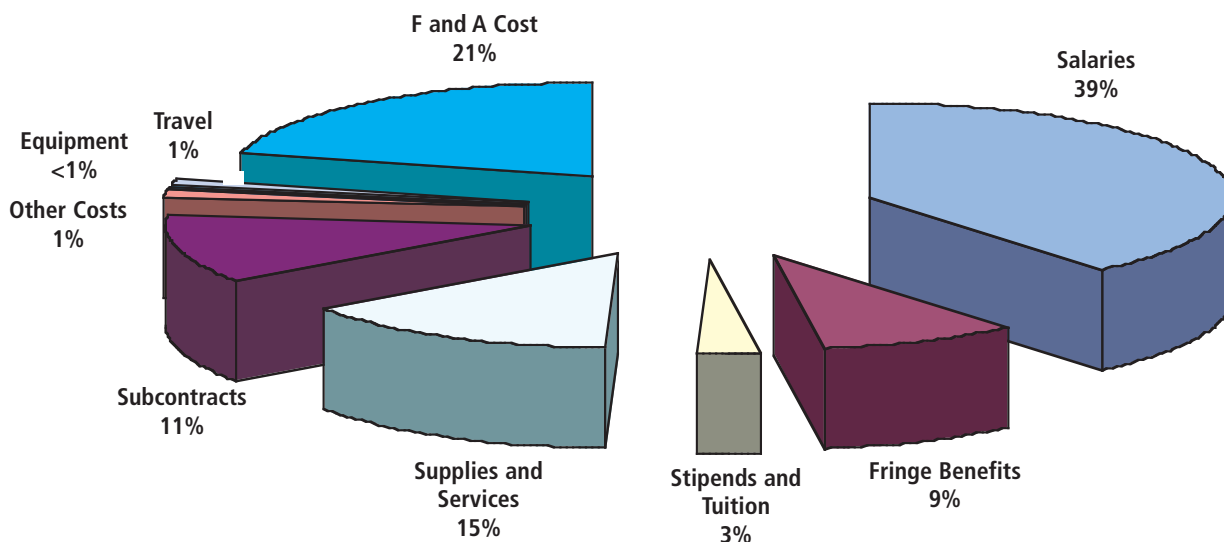 F and A Cost
21%
Salaries
39%
Travel
1%
Equipment
<1%
Other Costs
1%
Subcontracts
11%
Supplies and
Services
15%
Stipends and
Tuition
3%
Fringe Benefits
9%